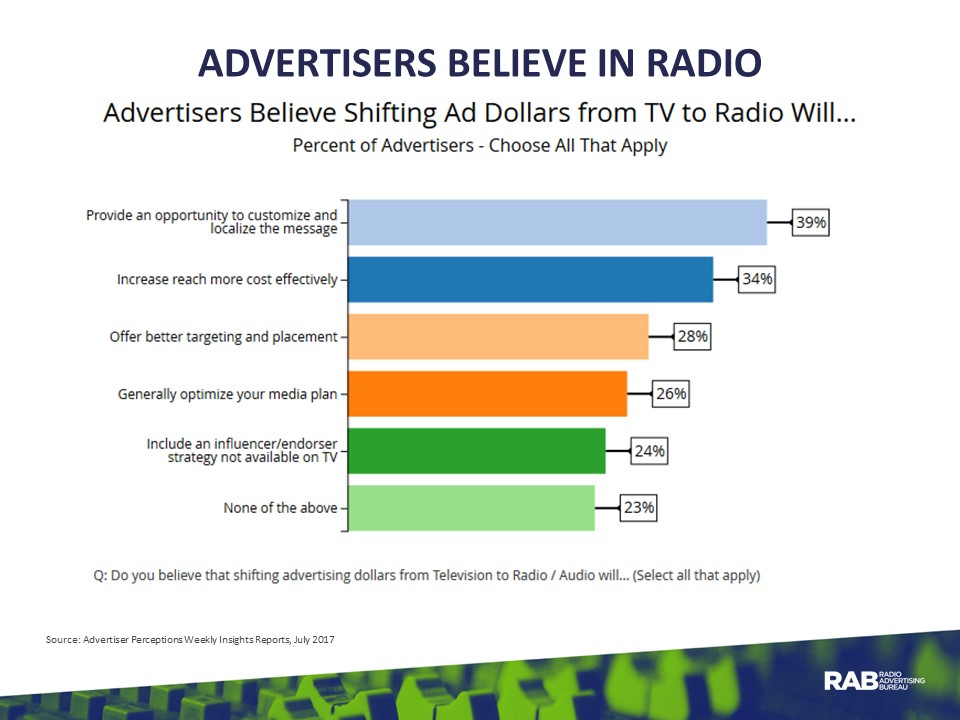 ADVERTISERS BELIEVE IN RADIO
Advertisers Believe Shifting Ad Dollars from TV to Radio Will...
Percent of Advertisers - Choose All That Apply
Provide an opportunity to customize and
localize the message
39%
Increase reach more cost effectively
34%
Offer better targeting and placement
28%
Generally optimize your media plan
26%
Include an influencer/endorser
strategy not available on TV
24%
None of the above
23%
Q: Do you believe that shifting advertising dollars from Television to Radio / Audio will... (Select all that apply)
Source: Advertiser Perceptions Weekly Insights Reports, July 2017
RAB RADIO
ADVERTISING
BUREAU